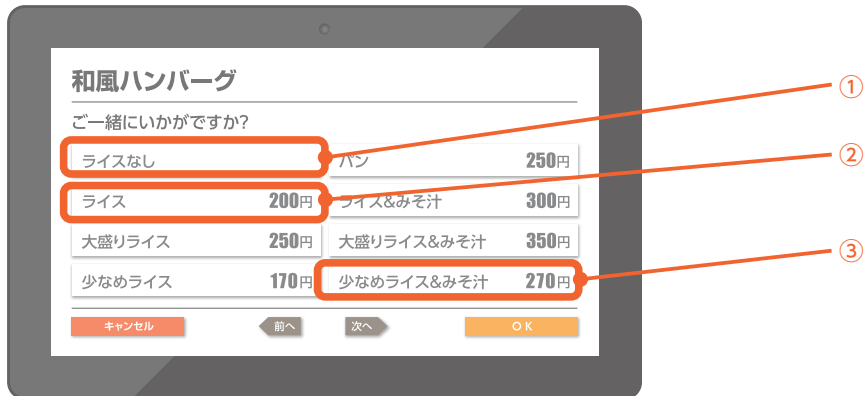 和風ハンバーグ
ご一緒にいかがですか?
ライスなし
パン 250円
ライス 200円
ライス&みそ汁 300円
大盛りライス 250円
大盛りライス&みそ汁 350円
少なめライス 170円
少なめライス&みそ汁 270円
キャンセル
前へ
次へ
OK
①
②
③